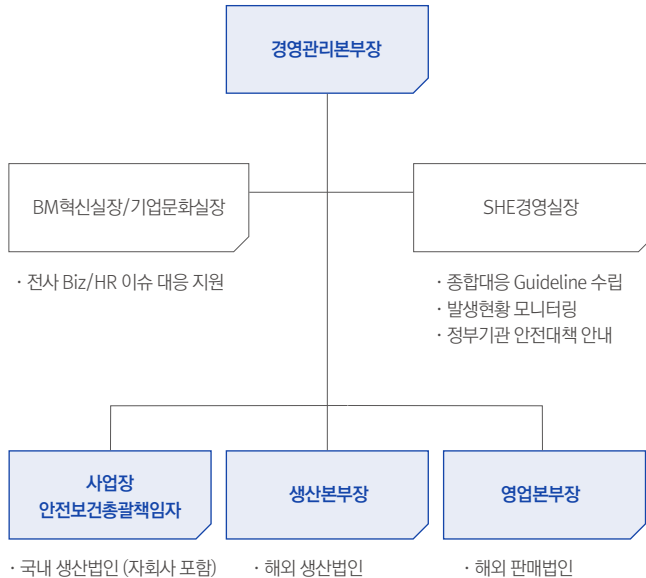 경영관리본부장
BM혁신실장/기업문화실장
· 전사 Biz/HR 이슈 대응 지원
SHE경영실장
· 종합대응 Guideline 수립
· 발생현황 모니터링
· 정부기관 안전대책 안내
사업장
안전보건총괄책임자
· 국내 생산법인 (자회사 포함)
생산본부장
· 해외 생산법인
영업본부장
· 해외 판매법인